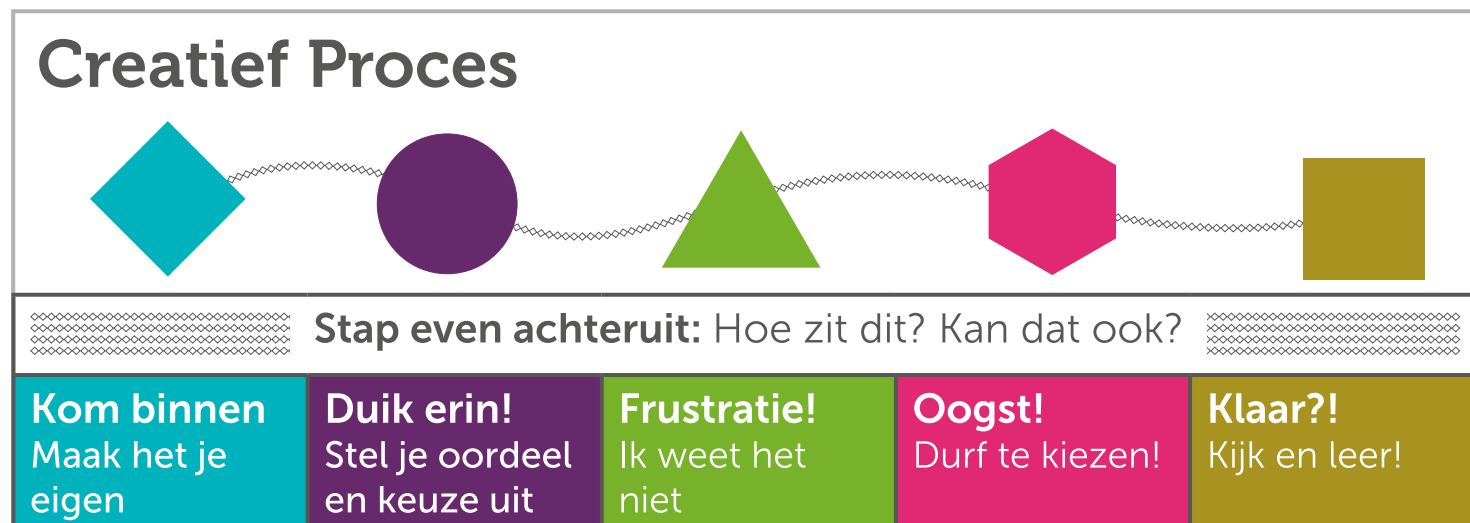 Creatief Proces
Stap even achteruit: Hoe zit dit? Kan dat ook?
Kom binnen
Maak het je
eigen
Duik erin!
Stel je oordeel
en keuze uit
Frustratie!
Ik weet het
niet
Oogst!
Durf te kiezen!
Klaar?!
Kijk en leer!